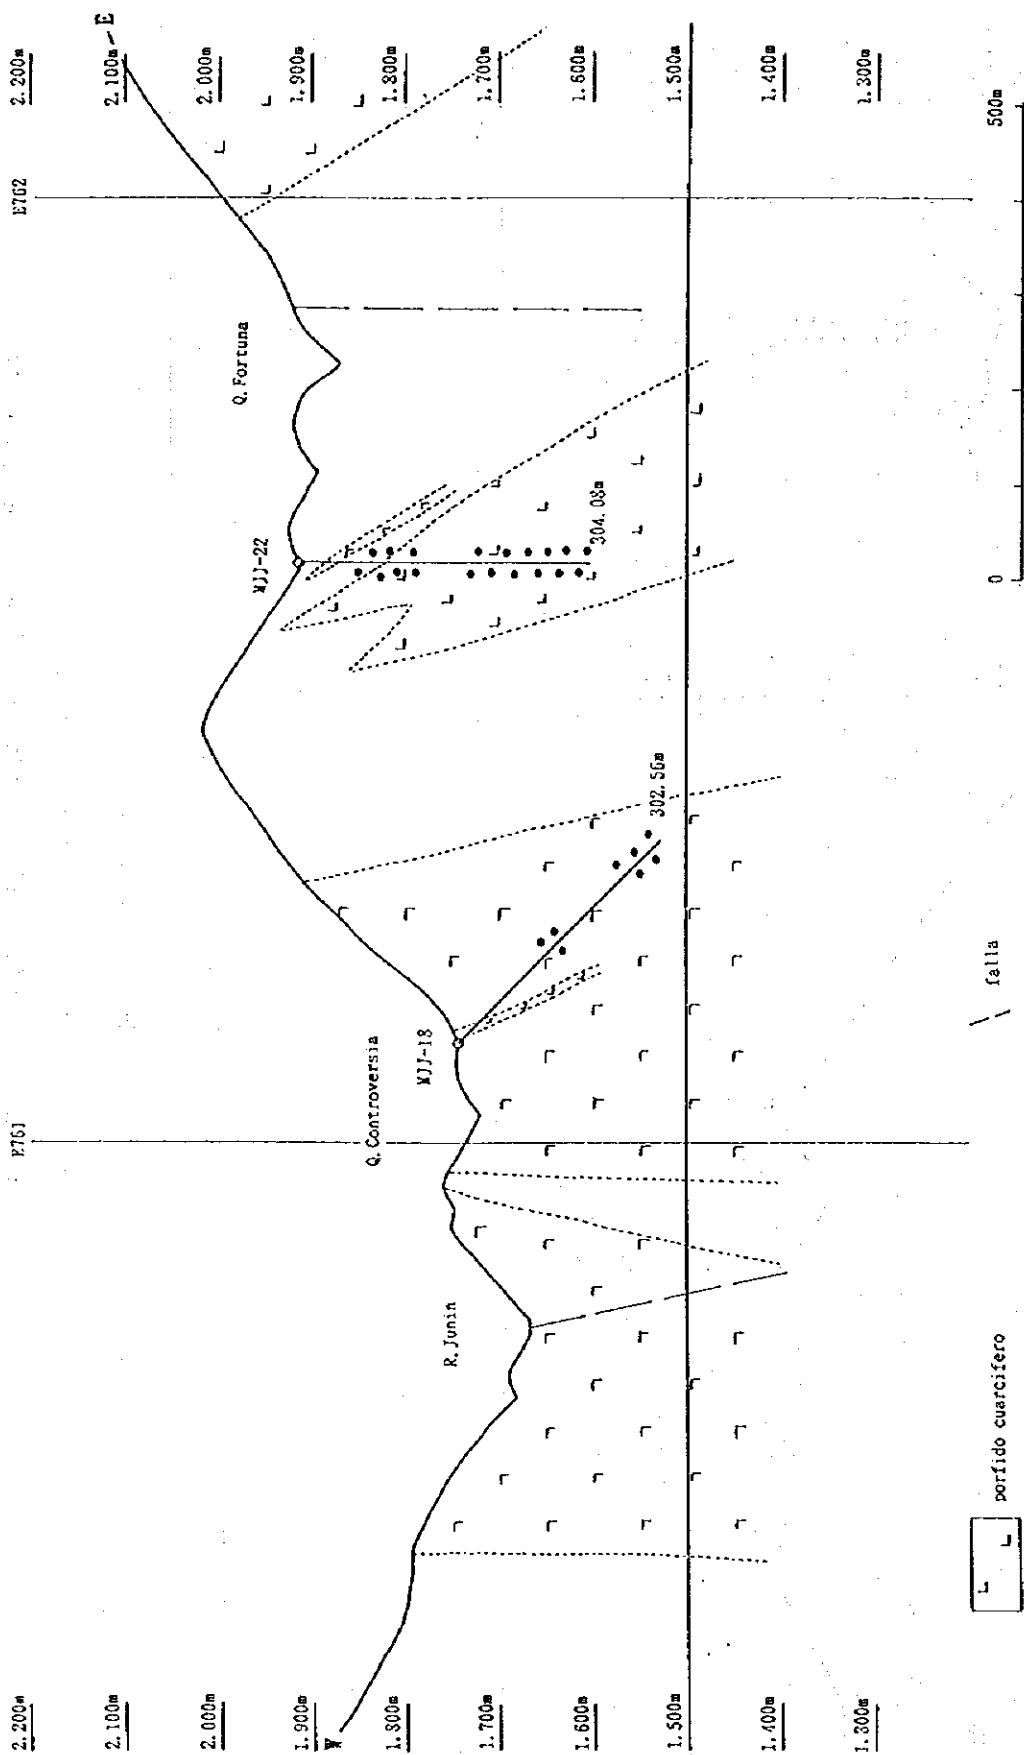 2.200m
2.100m
2.000m
1.900m
1.800m
1.700m
1.600m
1.500m
1.400m
1.300m
W
E
2.200m
2.100m
2.000m
1.900m
1.800m
1.700m
1.600m
1.500m
1.400m
1.300m
E761
E762
R. Junin
Q. Controversia
MJJ-18
302.56m
MJJ-22
304.08m
Q. Fortuna
porfido cuarcifero
falla
0
500m